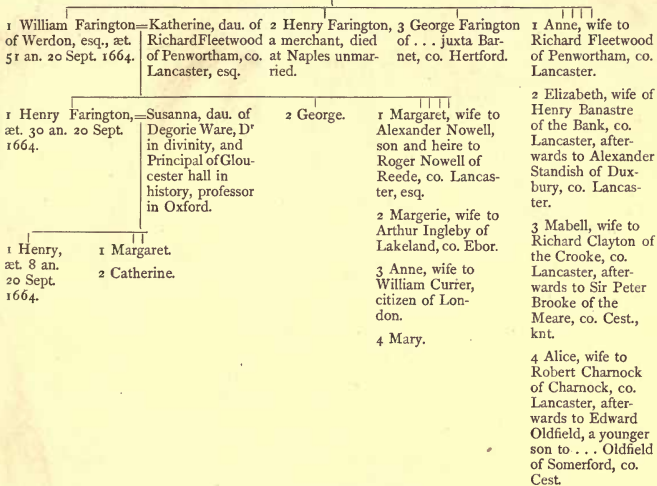 1 William Farington=
of Werdon, esq., æt.
51 an. 20 Sept. 1664.
Katherine, dau. of
Richard Fleetwood
of Penwortham, co.
Lancaster, esq.
2 Henry Farington,
a merchant, died
at Naples unmar-
ried.
3 George Farington
of . . . juxta Bar-
net, co. Hertford.
1 Anne, wife to
Richard Fleetwood
of Penwortham, co.
Lancaster.
2 Elizabeth, wife of
Henry Banastre
of the Bank, co.
Lancaster, after-
wards to Alexander
Standish of Dux-
bury, co. Lancas-
ter.
3 Mabell, wife to
Richard Clayton of
the Crooke, co.
Lancaster, after-
wards to Sir Peter
Brooke of the
Meare, co. Cest.,
knt.
4 Alice, wife to
Robert Charnock
of Charnock, co.
Lancaster, after-
wards to Edward
Oldfield, a younger
son to . . . Oldfield
of Somerford, co.
Cest.
1 Henry Farington,=
æt. 30 an. 20 Sept.
1664.
Susanna, dau. of
Degorie Ware, Dr
in divinity, and
Principal of Glou-
cester hall in
history, professor
in Oxford.
2 George.
1 Margaret, wife to
Alexander Nowell,
son and heire to
Roger Nowell of
Reede, co. Lancas-
ter, esq.
2 Margerie, wife to
Arthur Ingleby of
Lakeland, co. Ebor.
3 Anne, wife to
William Currer,
citizen of Lon-
don.
4 Mary.
1 Henry,
æt. 8 an.
20 Sept.
1664.
1 Margaret.
2 Catherine.